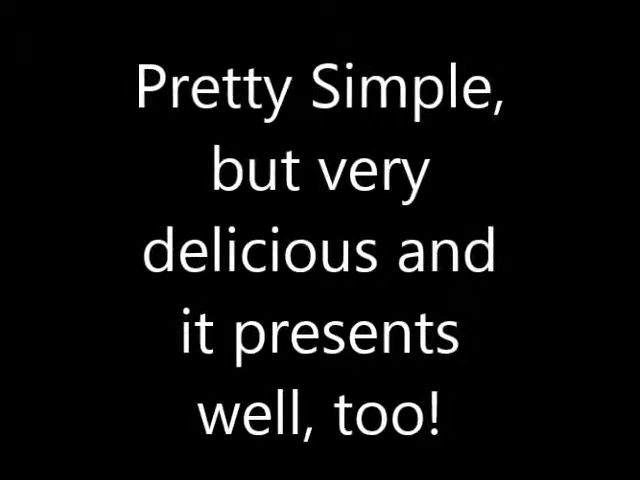 Pretty Simple,
but very
delicious and
it presents
well, too!